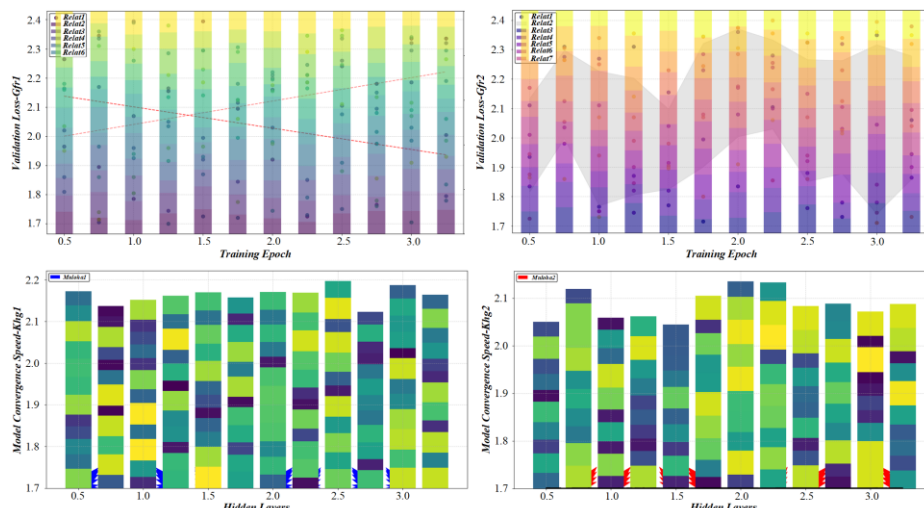 Validation Loss-Gfr1
2.4
2.3
2.2
2.1
2.0
1.9
1.8
1.7
Relat1
Relat2
Relat3
Relat4
Relat5
Relat6
0.5
1.0
1.5
2.0
2.5
3.0
Training Epoch
Validation Loss-Gfr2
2.4
2.3
2.2
2.1
2.0
1.9
1.8
1.7
Relat1
Relat2
Relat3
Relat4
Relat5
Relat6
Relat7
0.5
1.0
1.5
2.0
2.5
3.0
Training Epoch
Model Convergence Speed-Khg1
2.2
2.1
2.0
1.9
1.8
1.7
0.5
1.0
1.5
2.0
2.5
3.0
Hidden Layers
Model Convergence Speed-Khg2
2.1
2.0
1.9
1.8
1.7
0.5
1.0
1.5
2.0
2.5
3.0
Hidden Layers